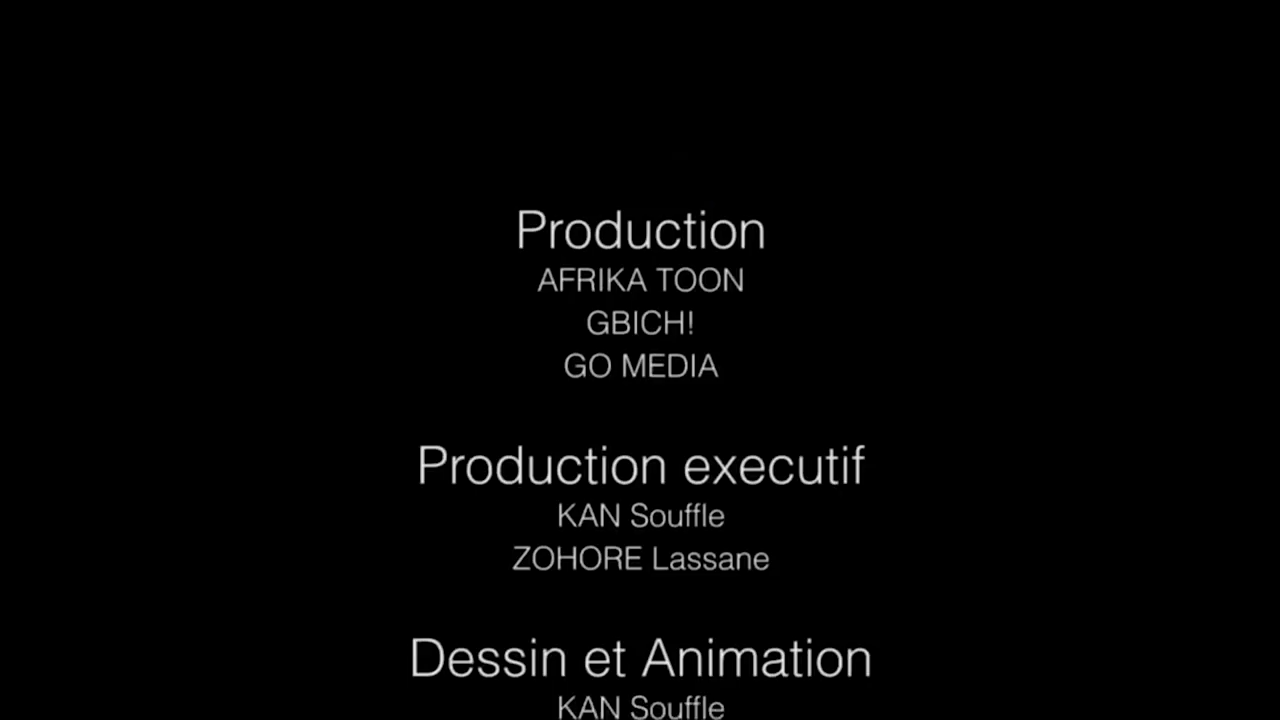 Production
AFRIKA TOON
GBICH!
GO MEDIA
Production executif
KAN Souffle
ZOHORE Lassane
Dessin et Animation
KAN Souffle